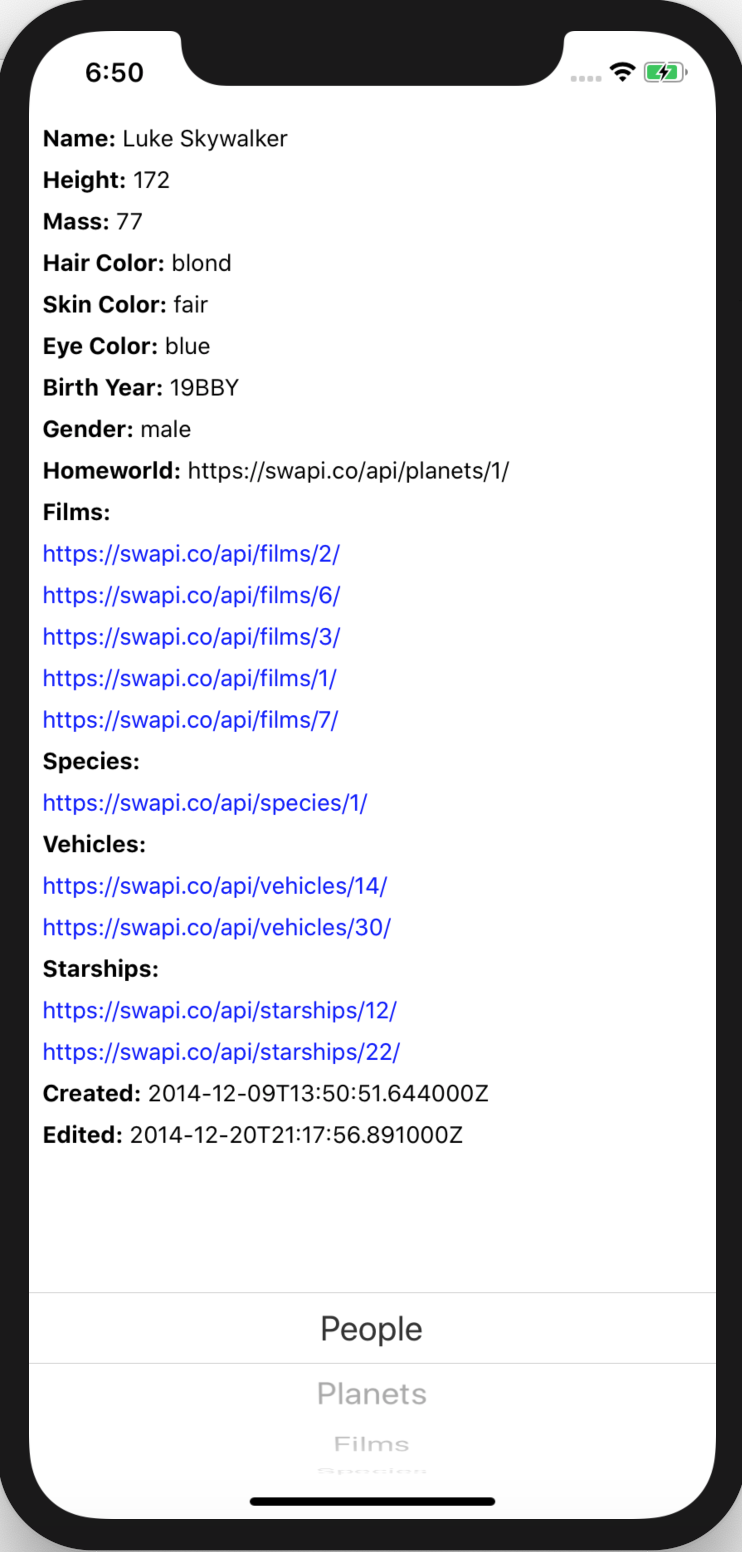 6:50
Name: Luke Skywalker
Height: 172
Mass: 77
Hair Color: blond
Skin Color: fair
Eye Color: blue
Birth Year: 19BBY
Gender: male
Homeworld: https://swapi.co/api/planets/1/
Films:
https://swapi.co/api/films/2/
https://swapi.co/api/films/6/
https://swapi.co/api/films/3/
https://swapi.co/api/films/1/
https://swapi.co/api/films/7/
Species:
https://swapi.co/api/species/1/
Vehicles:
https://swapi.co/api/vehicles/14/
https://swapi.co/api/vehicles/30/
Starships:
https://swapi.co/api/starships/12/
https://swapi.co/api/starships/22/
Created: 2014-12-09T13:50:51.644000Z
Edited: 2014-12-20T21:17:56.891000Z
People
Planets
Films
Species